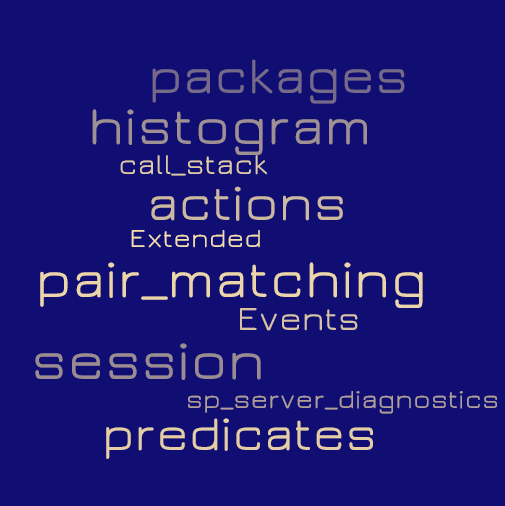 packages
histogram
call_stack
actions
Extended
pair_matching
Events
session
sp_server_diagnostics
predicates